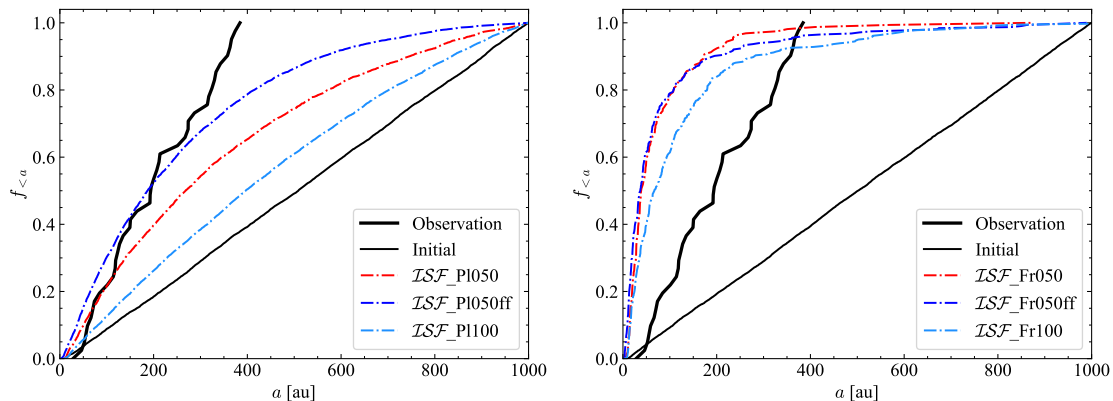 1.0
0.8
0.6
0.4
0.2
0.0
f<a
Observation
Initial
ISF_Pl050
ISF_Pl050ff
ISF_Pl100
0 200 400 600 800 1000
a [au]
1.0
0.8
0.6
0.4
0.2
0.0
f<a
Observation
Initial
ISF_Fr050
ISF_Fr050ff
ISF_Fr100
0 200 400 600 800 1000
a [au]